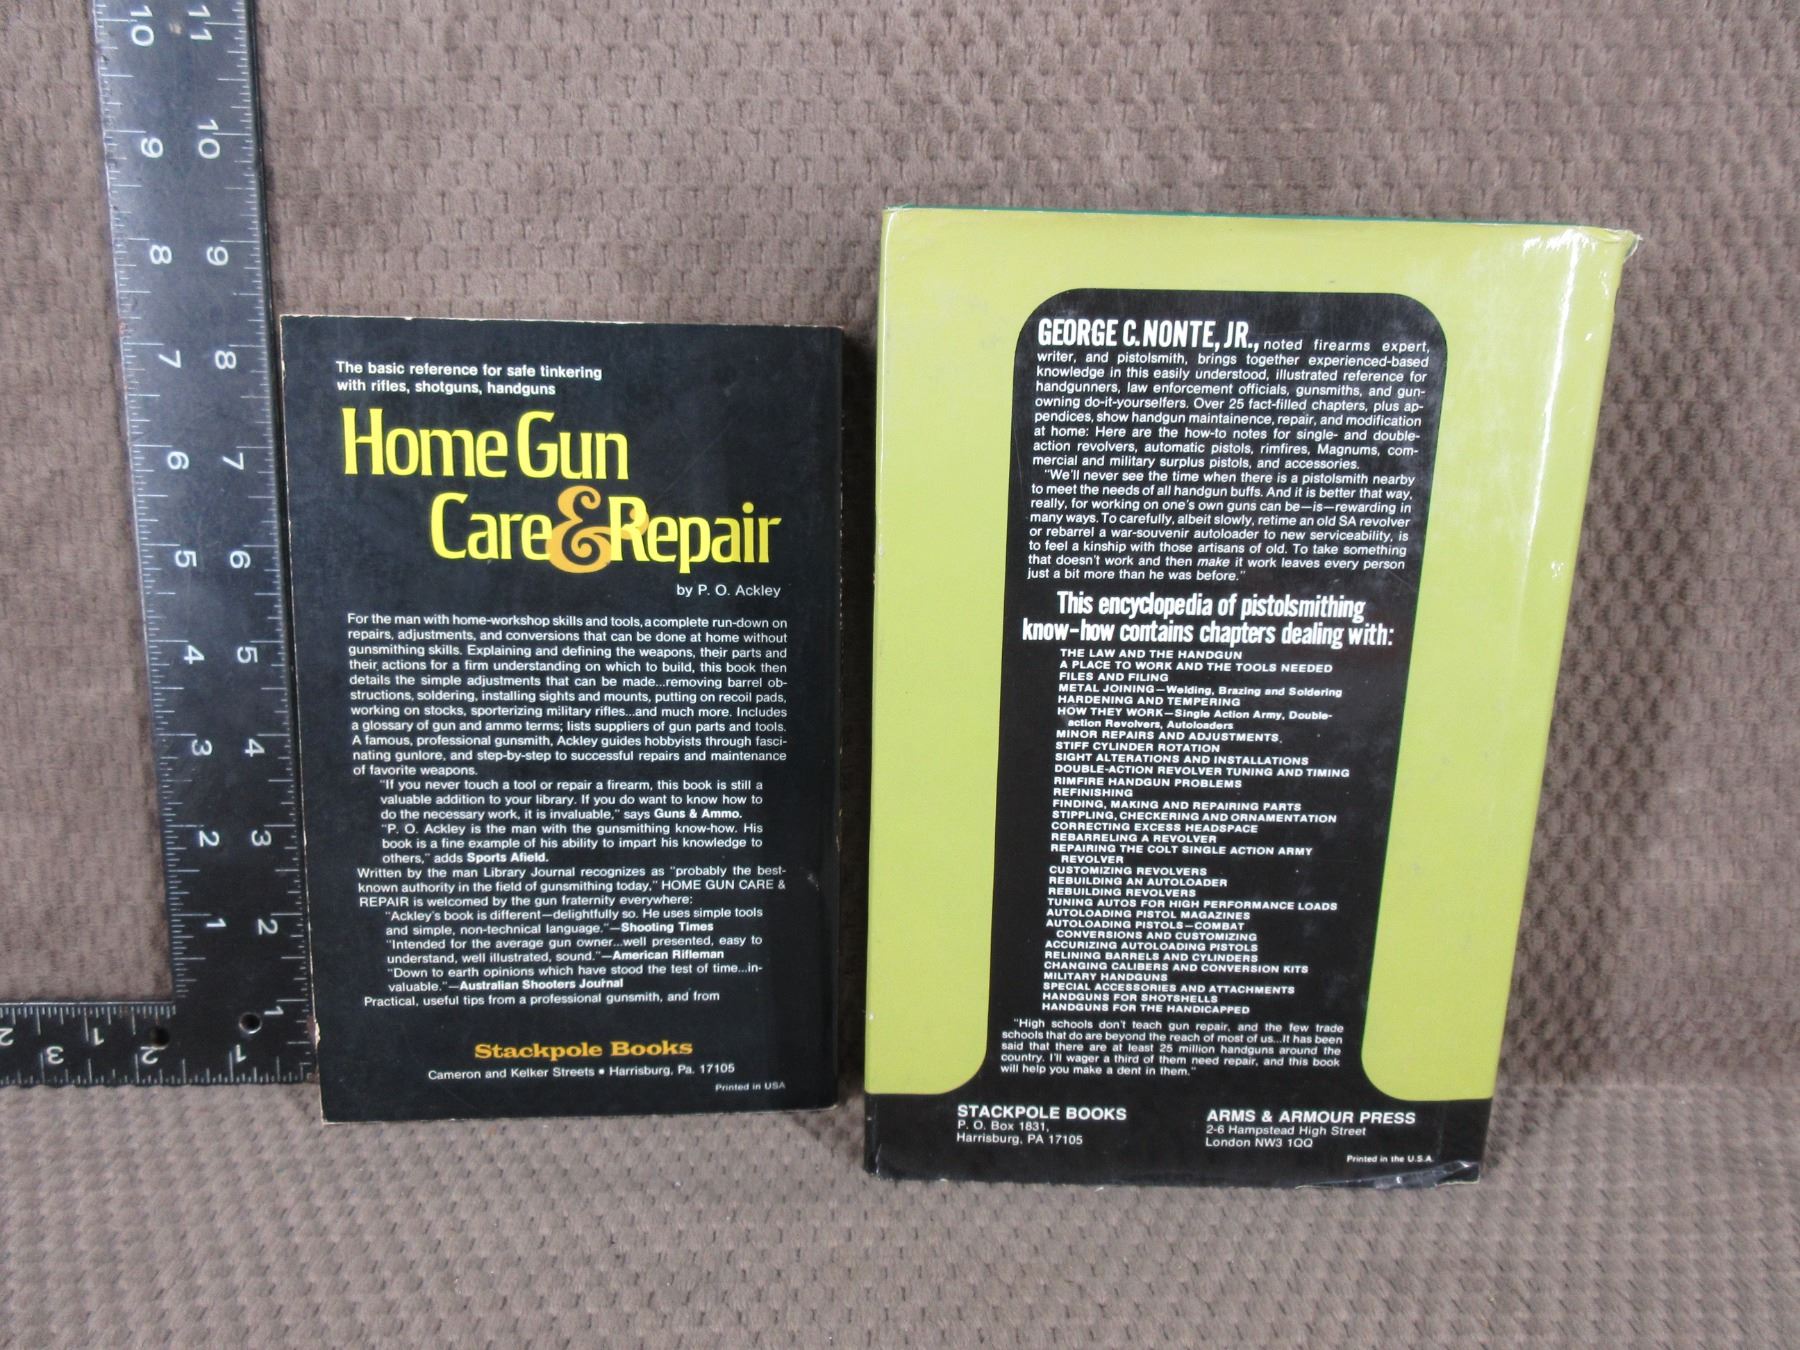 11
10
10
9
9
8
8
7
7
6
6
5
5
4
4
3
3
2
2
1
1
1
1
2
2
3
The basic reference for safe tinkering
with rifles, shotguns, handguns
Home Gun
Care & Repair
by P. O. Ackley
For the man with home-workshop skills and tools, a complete run-down on
repairs, adjustments, and conversions that can be done at home without
gunsmithing skills. Explaining and defining the weapons, their parts and
their actions for a firm understanding on which to build, this book then
details the simple adjustments that can be made...removing barrel ob-
structions, soldering, installing sights and mounts, putting on recoil pads,
working on stocks, sporterizing military rifles...and much more. Includes
a glossary of gun and ammo terms; lists suppliers of gun parts and tools.
A famous, professional gunsmith, Ackley guides hobbyists through fasci-
nating gunlore, and step-by-step to successful repairs and maintenance
of favorite weapons.
"If you never touch a tool or repair a firearm, this book is still a
valuable addition to your library. If you do want to know how to
do the necessary work, it is invaluable," says Guns & Ammo.
"P. O. Ackley is the man with the gunsmithing know-how. His
book is a fine example of his ability to impart his knowledge to
others," adds Sports Afield.
Written by the man Library Journal recognizes as "probably the best-
known authority in the field of gunsmithing today," HOME GUN CARE &
REPAIR is welcomed by the gun fraternity everywhere:
"Ackley's book is different—delightfully so. He uses simple tools
and simple, non-technical language."—Shooting Times
"Intended for the average gun owner...well presented, easy to
understand, well illustrated, sound."—American Rifleman
"Down to earth opinions which have stood the test of time...in-
valuable."—Australian Shooters Journal
Practical, useful tips from a professional gunsmith, and from
Stackpole Books
Cameron and Kelker Streets • Harrisburg, Pa. 17105
Printed in USA
GEORGE C. NONTE, JR., noted firearms expert,
writer, and pistolsmith, brings together experienced-based
knowledge in this easily understood, illustrated reference for
handgunners, law enforcement officials, gunsmiths, and gun-
owning do-it-yourselfers. Over 25 fact-filled chapters, plus ap-
pendices, show handgun maintainence, repair, and modification
at home: Here are the how-to notes for single- and double-
action revolvers, automatic pistols, rimfires, Magnums, com-
mercial and military surplus pistols, and accessories.
"We'll never see the time when there is a pistolsmith nearby
to meet the needs of all handgun buffs. And it is better that way,
really, for working on one's own guns can be—is—rewarding in
many ways. To carefully, albeit slowly, retime an old SA revolver
or rebarrel a war-souvenir autoloader to new serviceability, is
to feel a kinship with those artisans of old. To take something
that doesn't work and then make it work leaves every person
just a bit more than he was before."
This encyclopedia of pistolsmithing
know-how contains chapters dealing with:
THE LAW AND THE HANDGUN
A PLACE TO WORK AND THE TOOLS NEEDED
FILES AND FILING
METAL JOINING—Welding, Brazing and Soldering
HARDENING AND TEMPERING
HOW THEY WORK—Single Action Army, Double-
action Revolvers, Autoloaders
MINOR REPAIRS AND ADJUSTMENTS
STIFF CYLINDER ROTATION
SIGHT ALTERATIONS AND INSTALLATIONS
DOUBLE-ACTION REVOLVER TUNING AND TIMING
RIMFIRE HANDGUN PROBLEMS
REFINISHING
FINDING, MAKING AND REPAIRING PARTS
STIPPLING, CHECKERING AND ORNAMENTATION
CORRECTING EXCESS HEADSPACE
REBARRELING A REVOLVER
REPAIRING THE COLT SINGLE ACTION ARMY
REVOLVER
CUSTOMIZING REVOLVERS
REBUILDING AN AUTOLOADER
REBUILDING REVOLVERS
TUNING AUTOS FOR HIGH PERFORMANCE LOADS
AUTOLOADING PISTOL MAGAZINES
AUTOLOADING PISTOLS—COMBAT
CONVERSIONS AND CUSTOMIZING
ACCURIZING AUTOLOADING PISTOLS
RELINING BARRELS AND CYLINDERS
CHANGING CALIBERS AND CONVERSION KITS
MILITARY HANDGUNS
SPECIAL ACCESSORIES AND ATTACHMENTS
HANDGUNS FOR SHOTSHELLS
HANDGUNS FOR THE HANDICAPPED
"High schools don't teach gun repair, and the few trade
schools that do are beyond the reach of most of us...It has been
said that there are at least 25 million handguns around the
country. I'll wager a third of them need repair, and this book
will help you make a dent in them."
STACKPOLE BOOKS
P. O. Box 1831,
Harrisburg, PA 17105
ARMS & ARMOUR PRESS
2-6 Hampstead High Street
London NW3 1QQ
Printed in the U.S.A.